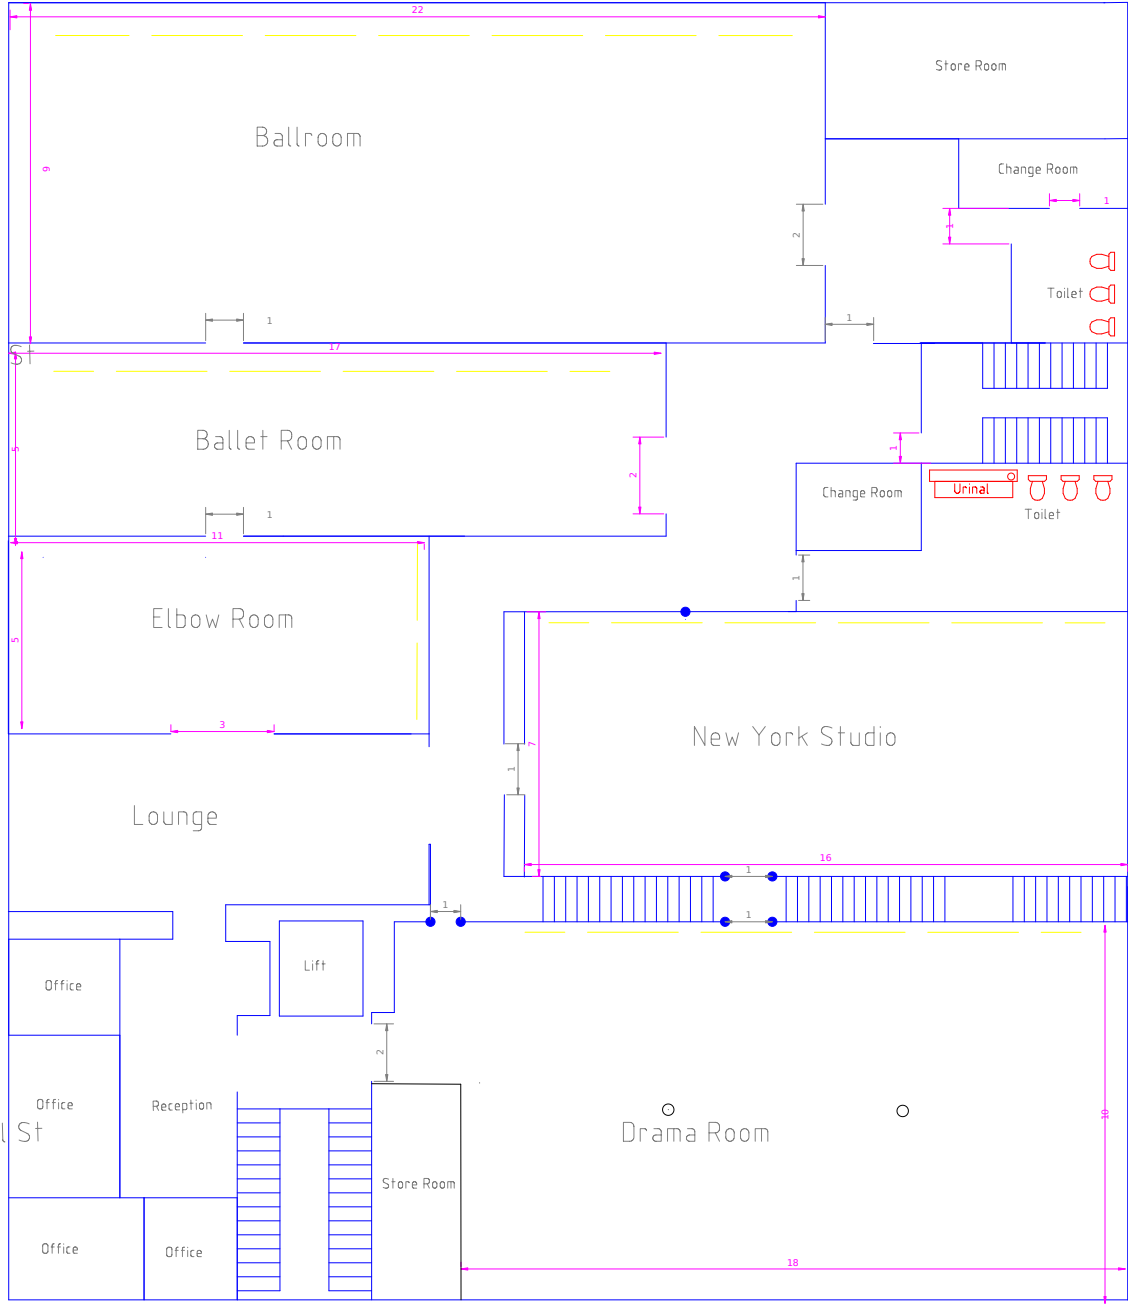 22
Store Room
Ballroom
9
Change Room
1
1
2
Toilet
1
1
17
St
Ballet Room
5
2
1
Change Room
Urinal
Toilet
1
11
1
Elbow Room
5
3
New York Studio
7
1
Lounge
16
1
1
1
Lift
Office
2
Office
Reception
l St
Drama Room
10
Store Room
Office
Office
18